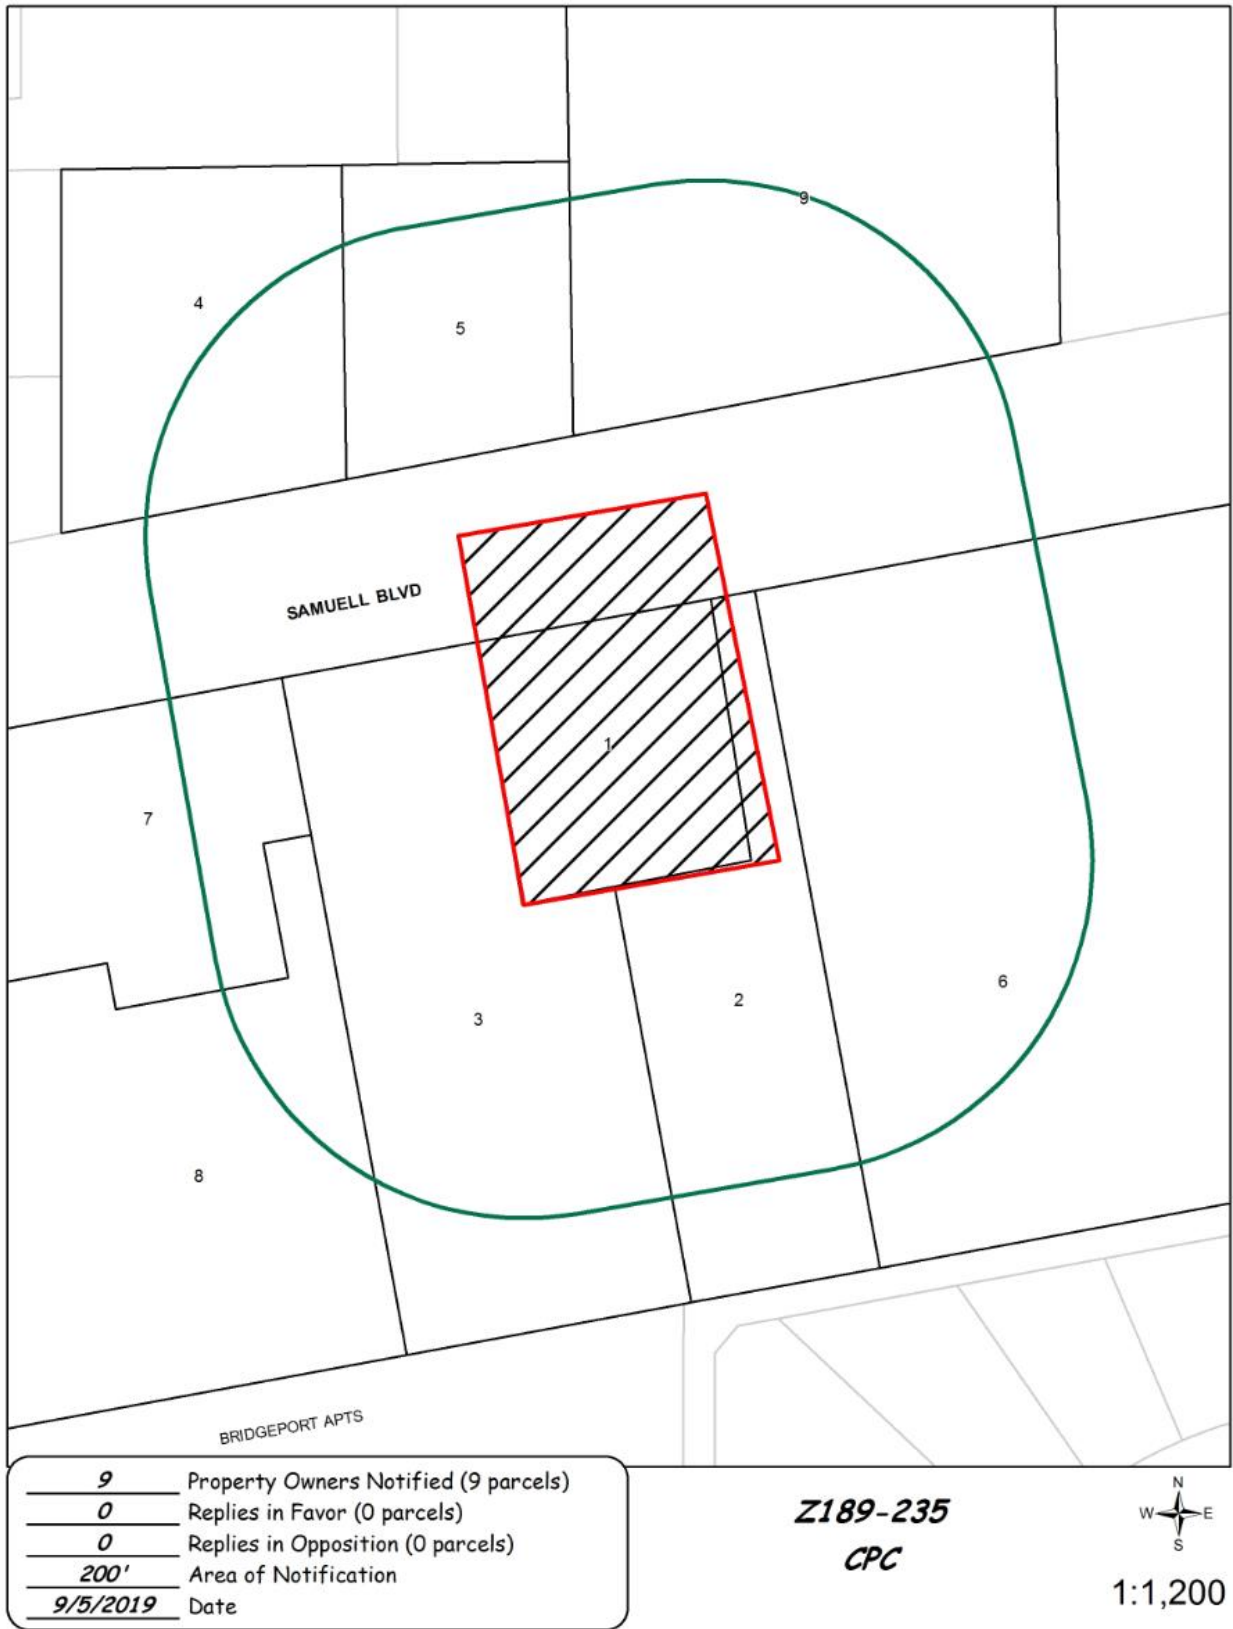 9
4
5
SAMUELL BLVD
1
7
6
2
3
8
BRIDGEPORT APTS
9 Property Owners Notified (9 parcels)
0 Replies in Favor (0 parcels)
0 Replies in Opposition (0 parcels)
200' Area of Notification
9/5/2019 Date
Z189-235
CPC
N
W E
S
1:1,200